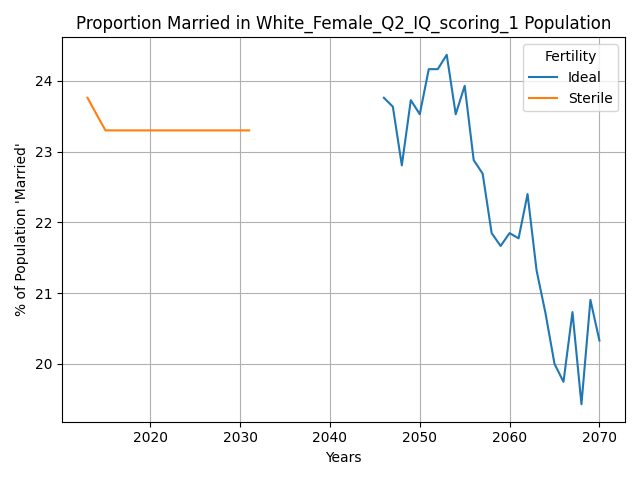 Proportion Married in White_Female_Q2_IQ_scoring_1 Population
Fertility
Ideal
Sterile
% of Population 'Married'
24
23
22
21
20
2020 2030 2040 2050 2060 2070
Years